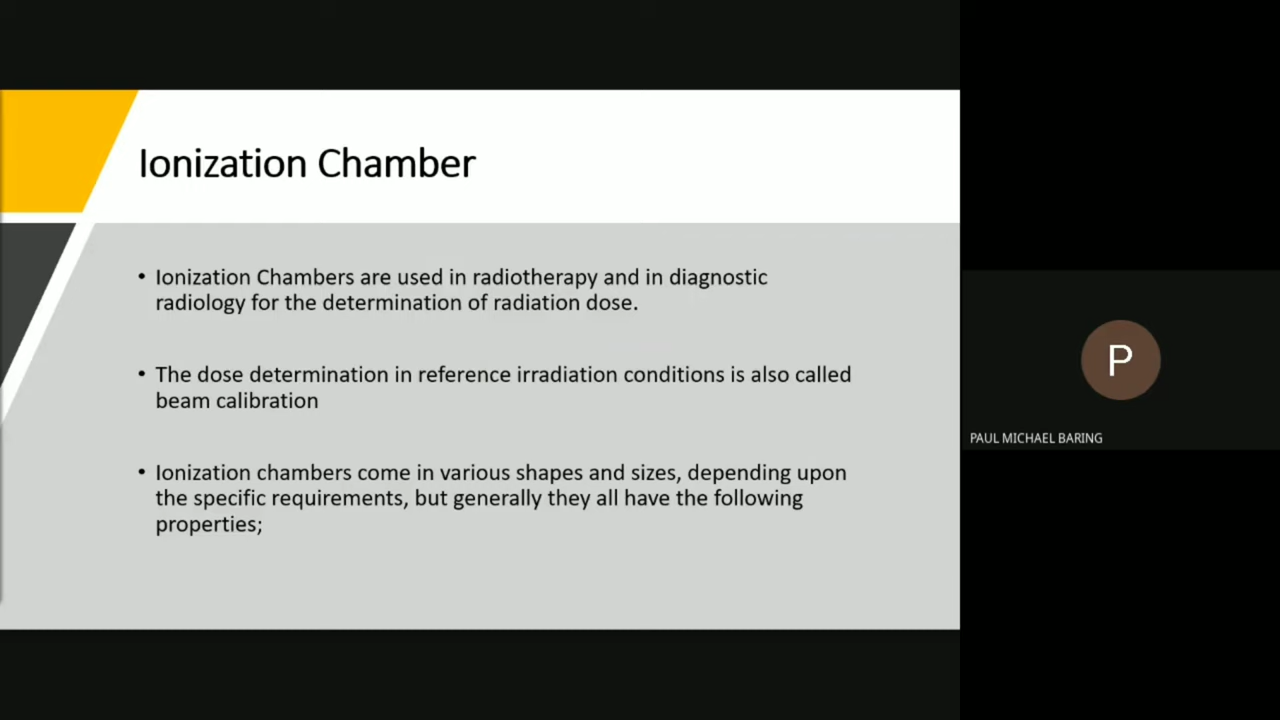 Ionization Chamber
• Ionization Chambers are used in radiotherapy and in diagnostic
radiology for the determination of radiation dose.
• The dose determination in reference irradiation conditions is also called
beam calibration
• Ionization chambers come in various shapes and sizes, depending upon
the specific requirements, but generally they all have the following
properties;
P
PAUL MICHAEL BARING